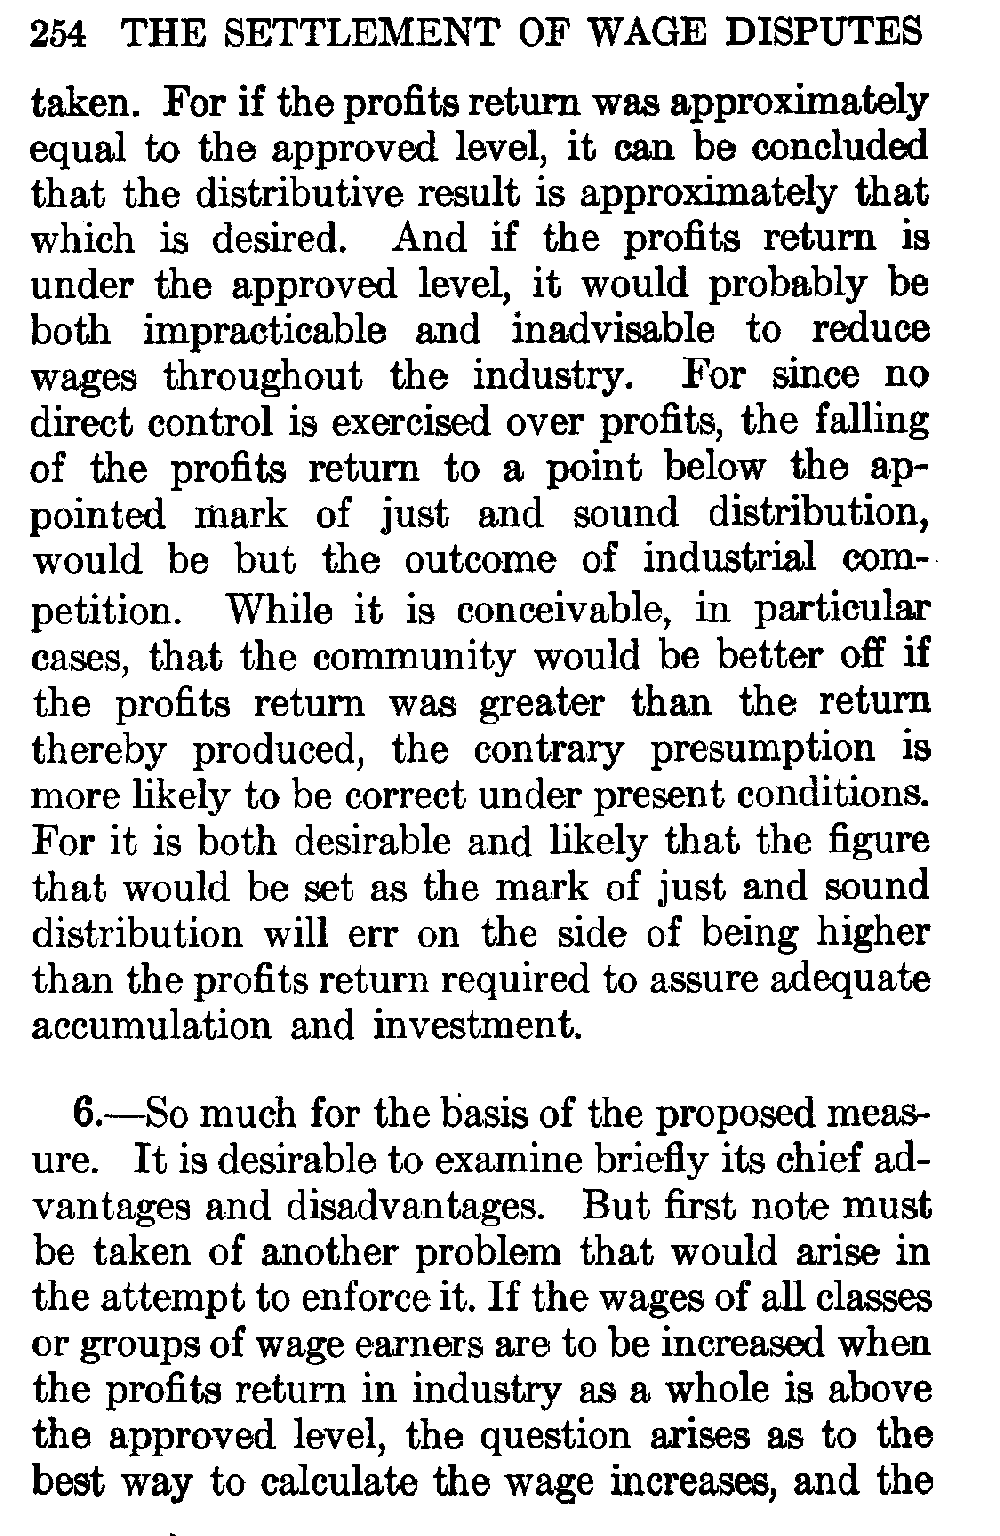 254 THE SETTLEMENT OF WAGE DISPUTES
taken. For if the profits return was approximately
equal to the approved level, it can be concluded
that the distributive result is approximately that
which is desired. And if the profits return is
under the approved level, it would probably be
both impracticable and inadvisable to reduce
wages throughout the industry. For since no
direct control is exercised over profits, the falling
of the profits return to a point below the ap-
pointed mark of just and sound distribution,
would be but the outcome of industrial com-
petition. While it is conceivable, in particular
cases, that the community would be better off if
the profits return was greater than the return
thereby produced, the contrary presumption is
more likely to be correct under present conditions.
For it is both desirable and likely that the figure
that would be set as the mark of just and sound
distribution will err on the side of being higher
than the profits return required to assure adequate
accumulation and investment.
6.—So much for the basis of the proposed meas-
ure. It is desirable to examine briefly its chief ad-
vantages and disadvantages. But first note must
be taken of another problem that would arise in
the attempt to enforce it. If the wages of all classes
or groups of wage earners are to be increased when
the profits return in industry as a whole is above
the approved level, the question arises as to the
best way to calculate the wage increases, and the